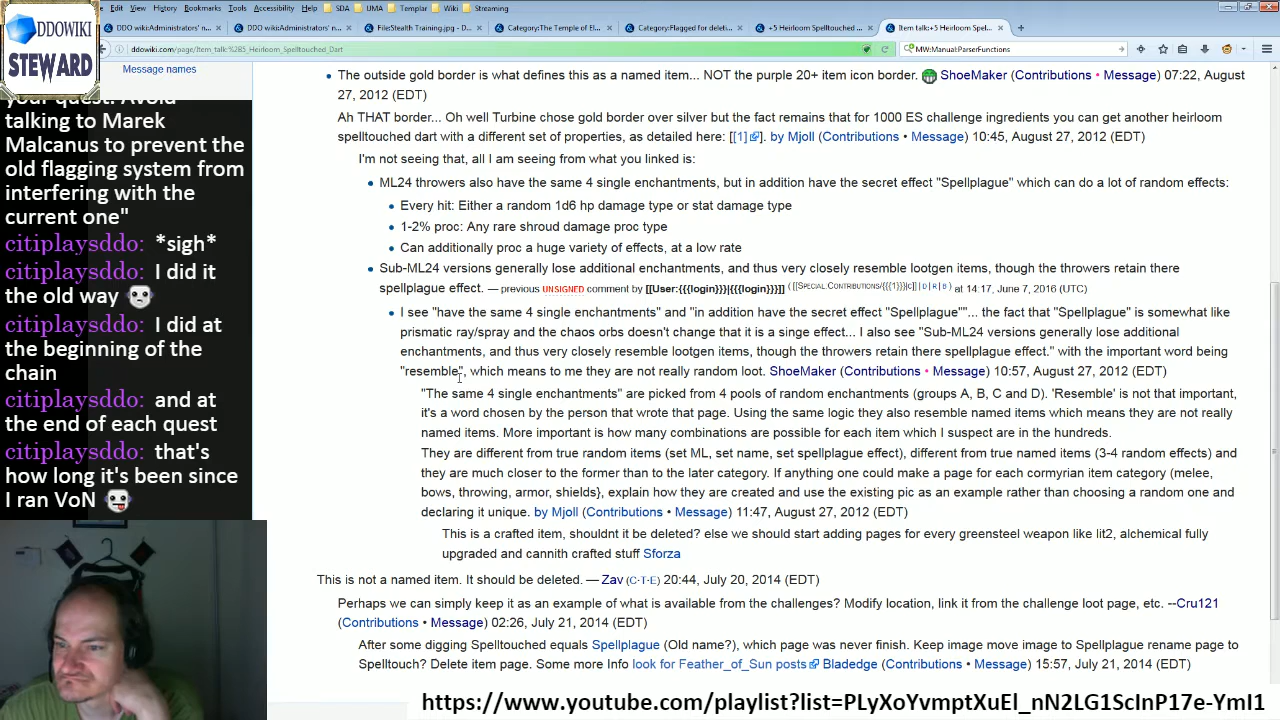 DDOWIKI
STEWARD
Edit View History Bookmarks Tools Help SDA UMA Templar Wiki Streaming
DDO wikiAdministrators' n... × DDO wikiAdministrators' n... × FileStealth Training.jpg - D... × Category:The Temple of El... × Category:Flagged for deleti... × +5 Heirloom Spelltouched ... × Item talk:+5 Heirloom Spell... ×
ddowiki.com/page/Item_talk:%2B5_Heirloom_Spelltouched_Dart
MW:Manual:ParserFunctions
Message names
your quest. Avoid
talking to Marek
Malcanus to prevent the
old flagging system from
interfering with the
current one"
citiplaysddo: *sigh*
citiplaysddo: I did it
the old way
citiplaysddo: I did at
the beginning of the
chain
citiplaysddo: and at
the end of each quest
citiplaysddo: that's
how long it's been since
I ran VoN
The outside gold border is what defines this as a named item... NOT the purple 20+ item icon border. ShoeMaker (Contributions • Message) 07:22, August
27, 2012 (EDT)
Ah THAT border... Oh well Turbine chose gold border over silver but the fact remains that for 1000 ES challenge ingredients you can get another heirloom
spelltouched dart with a different set of properties, as detailed here: [[1]]. by Mjoll (Contributions • Message) 10:45, August 27, 2012 (EDT)
I'm not seeing that, all I am seeing from what you linked is:
ML24 throwers also have the same 4 single enchantments, but in addition have the secret effect "Spellplague" which can do a lot of random effects:
Every hit: Either a random 1d6 hp damage type or stat damage type
1-2% proc: Any rare shroud damage proc type
Can additionally proc a huge variety of effects, at a low rate
Sub-ML24 versions generally lose additional enchantments, and thus very closely resemble lootgen items, though the throwers retain there
spellplague effect. — previous UNSIGNED comment by [[User:{{{login}}}|{{{login}}}]] ([[SPECIAL:CONTRIBUTIONS/{{{1}}}|C]]|D|R|B) at 14:17, June 7, 2016 (UTC)
I see "have the same 4 single enchantments" and "in addition have the secret effect "Spellplague""... the fact that "Spellplague" is somewhat like
prismatic ray/spray and the chaos orbs doesn't change that it is a singe effect... I also see "Sub-ML24 versions generally lose additional
enchantments, and thus very closely resemble lootgen items, though the throwers retain there spellplague effect." with the important word being
"resemble", which means to me they are not really random loot. ShoeMaker (Contributions • Message) 10:57, August 27, 2012 (EDT)
"The same 4 single enchantments" are picked from 4 pools of random enchantments (groups A, B, C and D). 'Resemble' is not that important,
it's a word chosen by the person that wrote that page. Using the same logic they also resemble named items which means they are not really
named items. More important is how many combinations are possible for each item which I suspect are in the hundreds.
They are different from true random items (set ML, set name, set spellplague effect), different from true named items (3-4 random effects) and
they are much closer to the former than to the later category. If anything one could make a page for each cormyrian item category (melee,
bows, throwing, armor, shields}, explain how they are created and use the existing pic as an example rather than choosing a random one and
declaring it unique. by Mjoll (Contributions • Message) 11:47, August 27, 2012 (EDT)
This is a crafted item, shouldnt it be deleted? else we should start adding pages for every greensteel weapon like lit2, alchemical fully
upgraded and cannith crafted stuff Sforza
This is not a named item. It should be deleted. — Zav (C·T·E) 20:44, July 20, 2014 (EDT)
Perhaps we can simply keep it as an example of what is available from the challenges? Modify location, link it from the challenge loot page, etc. --Cru121
(Contributions • Message) 02:26, July 21, 2014 (EDT)
After some digging Spelltouched equals Spellplague (Old name?), which page was never finish. Keep image move image to Spellplague rename page to
Spelltouch? Delete item page. Some more Info look for Feather_of_Sun posts Bladedge (Contributions • Message) 15:57, July 21, 2014 (EDT)
https://www.youtube.com/playlist?list=PLyXoYvmptXuEl_nN2LG1ScInP17e-YmI1